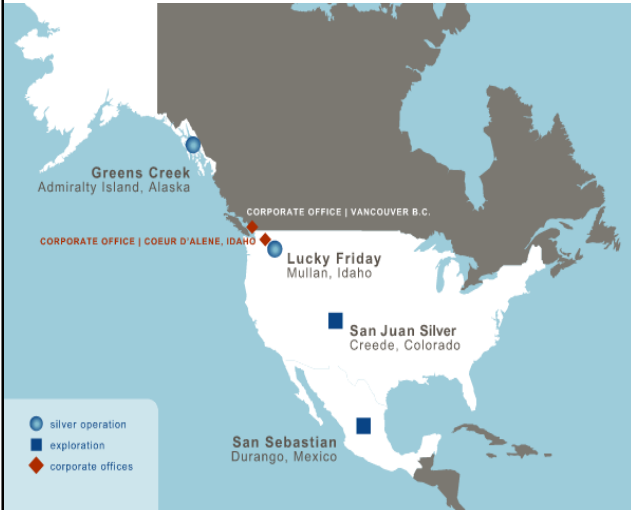 Greens Creek
Admiralty Island, Alaska
CORPORATE OFFICE | VANCOUVER B.C.
CORPORATE OFFICE | COEUR D'ALENE, IDAHO
Lucky Friday
Mullan, Idaho
San Juan Silver
Creede, Colorado
San Sebastian
Durango, Mexico
silver operation
exploration
corporate offices